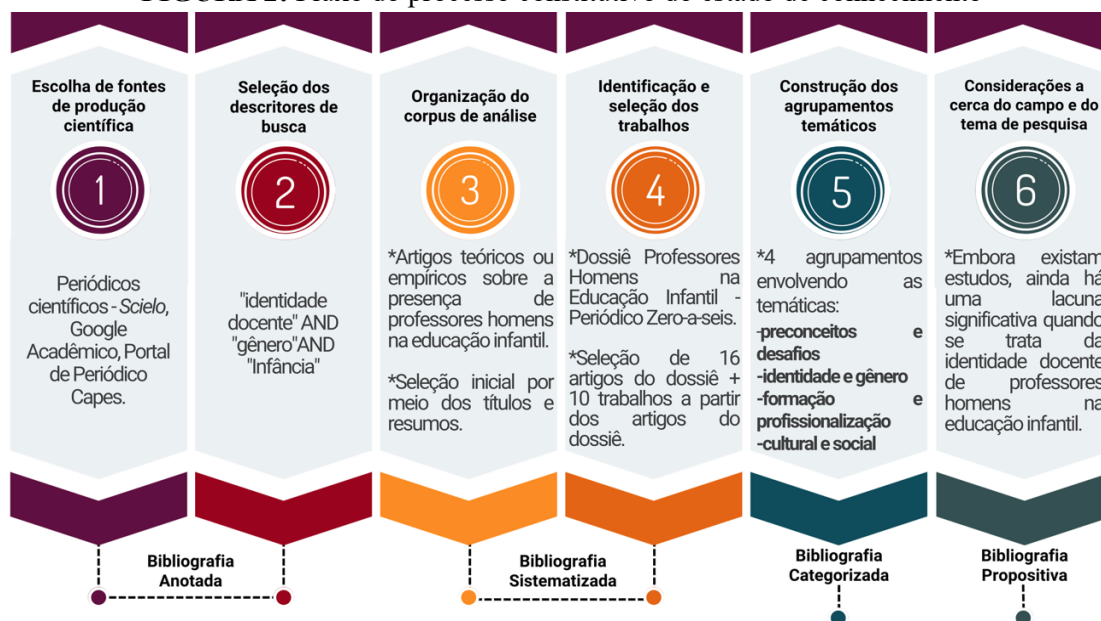 Escolha de fontes
de produção
científica
1
Periódicos
científicos - Scielo,
Google
Acadêmico, Portal
de Periódico
Capes.
Seleção dos
descritores de
busca
2
"identidade
docente" AND
"gênero"AND
"Infância"
Organização do
corpus de análise
3
*Artigos teóricos ou
empíricos sobre a
presença de
professores homens
na educação infantil.
*Seleção inicial por
meio dos títulos e
resumos.
Identificação e
seleção dos
trabalhos
4
*Dossiê Professores
Homens na
Educação Infantil -
Periódico Zero-a-seis.
*Seleção de 16
artigos do dossiê +
10 trabalhos a partir
dos artigos do
dossiê.
Construção dos
agrupamentos
temáticos
5
*4 agrupamentos
envolvendo as
temáticas:
-preconceitos e
desafios
-identidade e gênero
-formação e
profissionalização
-cultural e social
Considerações a
cerca do campo e do
tema de pesquisa
6
*Embora existam
estudos, ainda há
uma lacuna
significativa quando
se trata da
identidade docente
de professores
homens na
educação infantil.
Bibliografia
Anotada
Bibliografia
Sistematizada
Bibliografia
Categorizada
Bibliografia
Propositiva